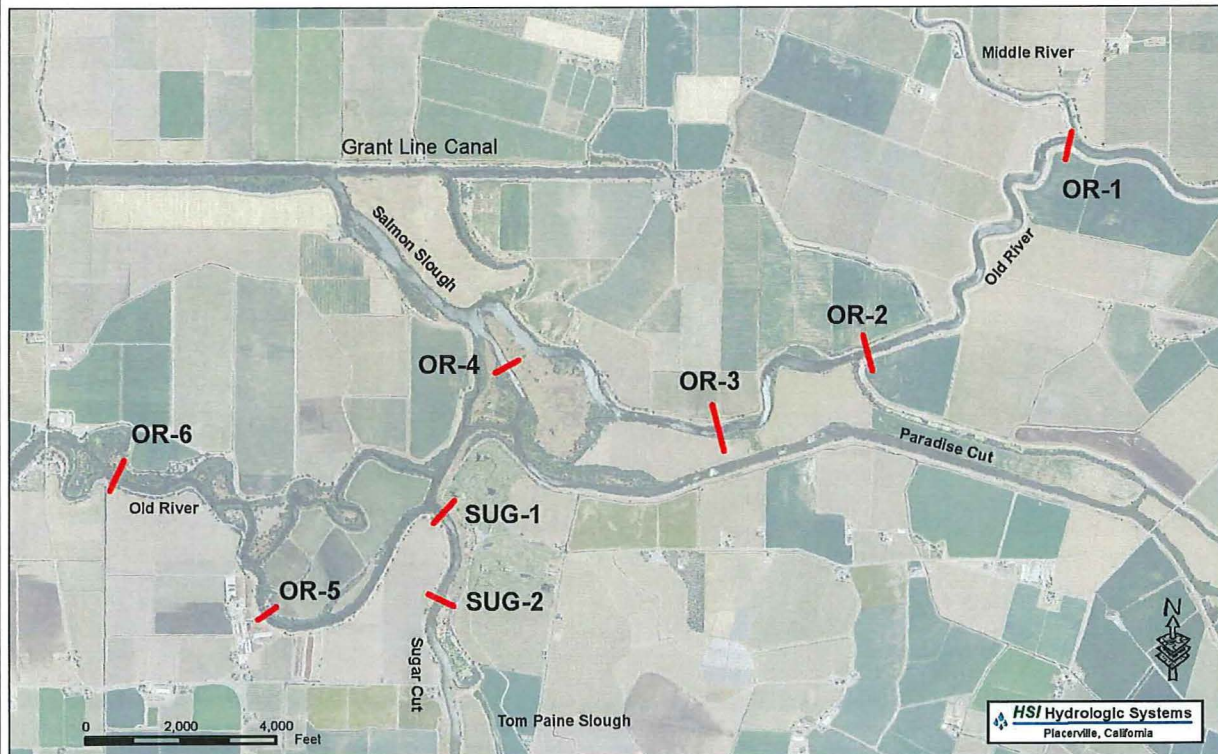 Middle River
Grant Line Canal
OR-1
Salmon Slough
Old River
OR-2
OR-4
OR-3
OR-6
Paradise Cut
Old River
SUG-1
OR-5
SUG-2
Sugar Cut
N
Tom Paine Slough
0 2,000 4,000
Feet
HSI Hydrologic Systems
Placerville, California